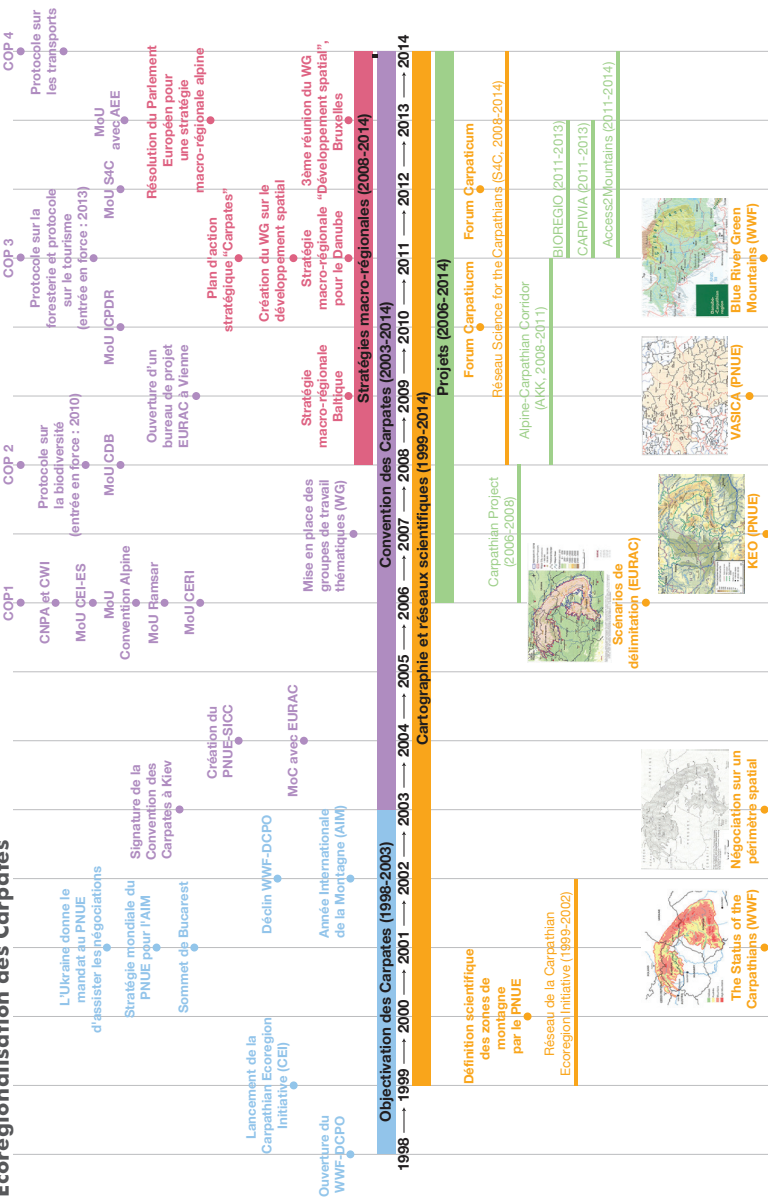 Écorégionalisation des Carpates
Ouverture du
WWF-DCPO
Lancement de la
Carpathian Ecoregion
Initiative (CEI)
L'Ukraine donne le
mandat au PNUE
d'assister les négociations
Stratégie mondiale du
PNUE pour l'AIM
Sommet de Bucarest
Déclin WWF-DCPO
Année Internationale
de la Montagne (AIM)
Signature de la
Convention des
Carpates à Kiev
Création du
PNUE-SICC
MoC avec EURAC
COP1
CNPA et CWI
MoU CEI-ES
MoU
Convention Alpine
MoU Ramsar
MoU CERI
Mise en place des
groupes de travail
thématiques (WG)
COP 2
Protocole sur
la biodiversité
(entrée en force : 2010)
MoU CDB
Ouverture d'un
bureau de projet
EURAC à Vienne
Stratégie
macro-régionale
Baltique
MoU ICPDR
COP 3
Protocole sur la
foresterie et protocole
sur le tourisme
(entrée en force : 2013)
Plan d'action
stratégique "Carpates"
Création du WG sur le
développement spatial
Stratégie
macro-régionale
pour le Danube
MoU S4C
MoU
avec AEE
Résolution du Parlement
Européen pour
une stratégie
macro-régionale alpine
3ème réunion du WG
"Développement spatial",
Bruxelles
COP 4
Protocole sur
les transports
Stratégies macro-régionales (2008-2014)
Objectivation des Carpates (1998-2003)
Convention des Carpates (2003-2014)
1998 → 1999 → 2000 → 2001 → 2002 → 2003 → 2004 → 2005 → 2006 → 2007 → 2008 → 2009 → 2010 → 2011 → 2012 → 2013 → 2014
Cartographie et réseaux scientifiques (1999-2014)
Projets (2006-2014)
Définition scientifique
des zones de
montagne
par le PNUE
Réseau de la Carpathian
Ecoregion Initiative (1999-2002)
Forum Carpatiucm
Forum Carpaticum
Réseau Science for the Carpathians (S4C, 2008-2014)
Carpathian Project
(2006-2008)
Alpine-Carpathian Corridor
(AKK, 2008-2011)
BIOREGIO (2011-2013)
CARPIVIA (2011-2013)
Access2Mountains (2011-2014)
Scénarios de
délimitation (EURAC)
The Status of the
Carpathians (WWF)
Négociation sur un
périmètre spatial
KEO (PNUE)
VASICA (PNUE)
Blue River Green
Mountains (WWF)